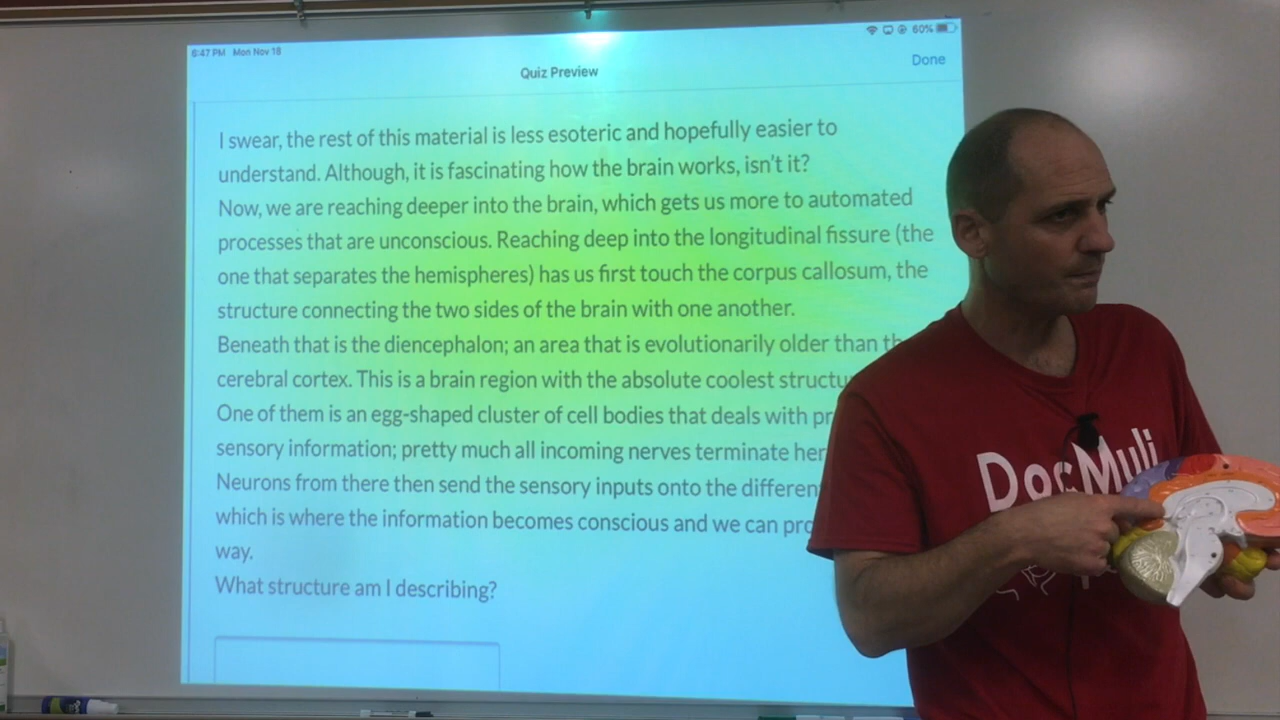 6:47 PM Mon Nov 18
60%
Quiz Preview
Done
I swear, the rest of this material is less esoteric and hopefully easier to
understand. Although, it is fascinating how the brain works, isn't it?
Now, we are reaching deeper into the brain, which gets us more to automated
processes that are unconscious. Reaching deep into the longitudinal fissure (the
one that separates the hemispheres) has us first touch the corpus callosum, the
structure connecting the two sides of the brain with one another.
Beneath that is the diencephalon; an area that is evolutionarily older than th
cerebral cortex. This is a brain region with the absolute coolest structu
One of them is an egg-shaped cluster of cell bodies that deals with pr
sensory information; pretty much all incoming nerves terminate her
Neurons from there then send the sensory inputs onto the differen
which is where the information becomes conscious and we can pro
way.
What structure am I describing?
DocMuli